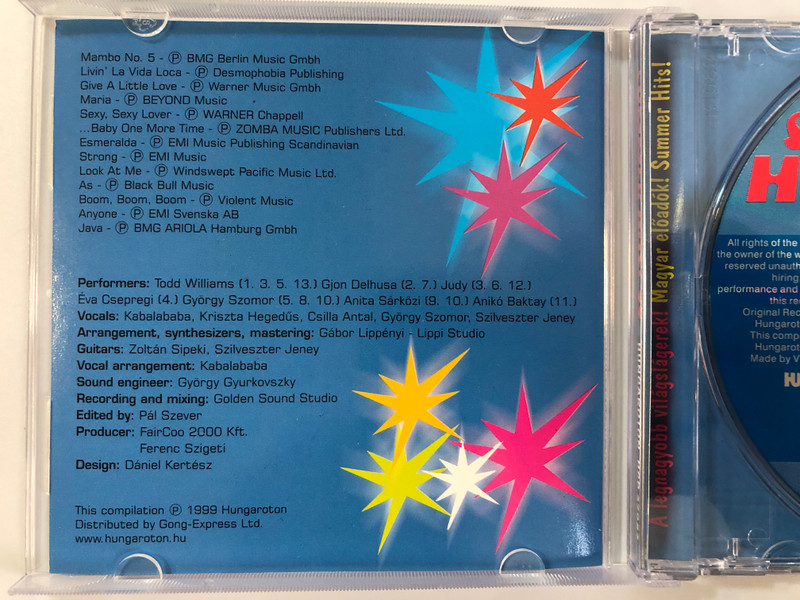 Mambo No. 5 - Ⓟ BMG Berlin Music Gmbh
Livin' La Vida Loca - Ⓟ Desmophobia Publishing
Give A Little Love - Ⓟ Warner Music Gmbh
Maria - Ⓟ BEYOND Music
Sexy, Sexy Lover - Ⓟ WARNER Chappell
...Baby One More Time - Ⓟ ZOMBA MUSIC Publishers Ltd.
Esmeralda - Ⓟ EMI Music Publishing Scandinavian
Strong - Ⓟ EMI Music
Look At Me - Ⓟ Windswept Pacific Music Ltd.
As - Ⓟ Black Bull Music
Boom, Boom, Boom - Ⓟ Violent Music
Anyone - Ⓟ EMI Svenska AB
Java - Ⓟ BMG ARIOLA Hamburg Gmbh
Performers: Todd Williams (1. 3. 5. 13.) Gjon Delhusa (2. 7.) Judy (3. 6. 12.)
Éva Csepregi (4.) György Szomor (5. 8. 10.) Anita Sárközi (9. 10.) Anikó Baktay (11.)
Vocals: Kabalababa, Kriszta Hegedűs, Csilla Antal, György Szomor, Szilveszter Jeney
Arrangement, synthesizers, mastering: Gábor Lippényi - Lippi Studio
Guitars: Zoltán Sipeki, Szilveszter Jeney
Vocal arrangement: Kabalababa
Sound engineer: György Gyurkovszky
Recording and mixing: Golden Sound Studio
Edited by: Pál Szever
Producer: FairCoo 2000 Kft.
Ferenc Szigeti
Design: Dániel Kertész
This compilation Ⓟ 1999 Hungaroton
Distributed by Gong-Express Ltd.
www.hungaroton.hu
A legnagyobb világslágerek! Magyar előadók! Summer Hits!
S
H
All rights of the
the owner of the w
reserved unauth
hiring
performance and
this re
Original Rec
Hungarot
This compi
Hungarot
Made by V
HU